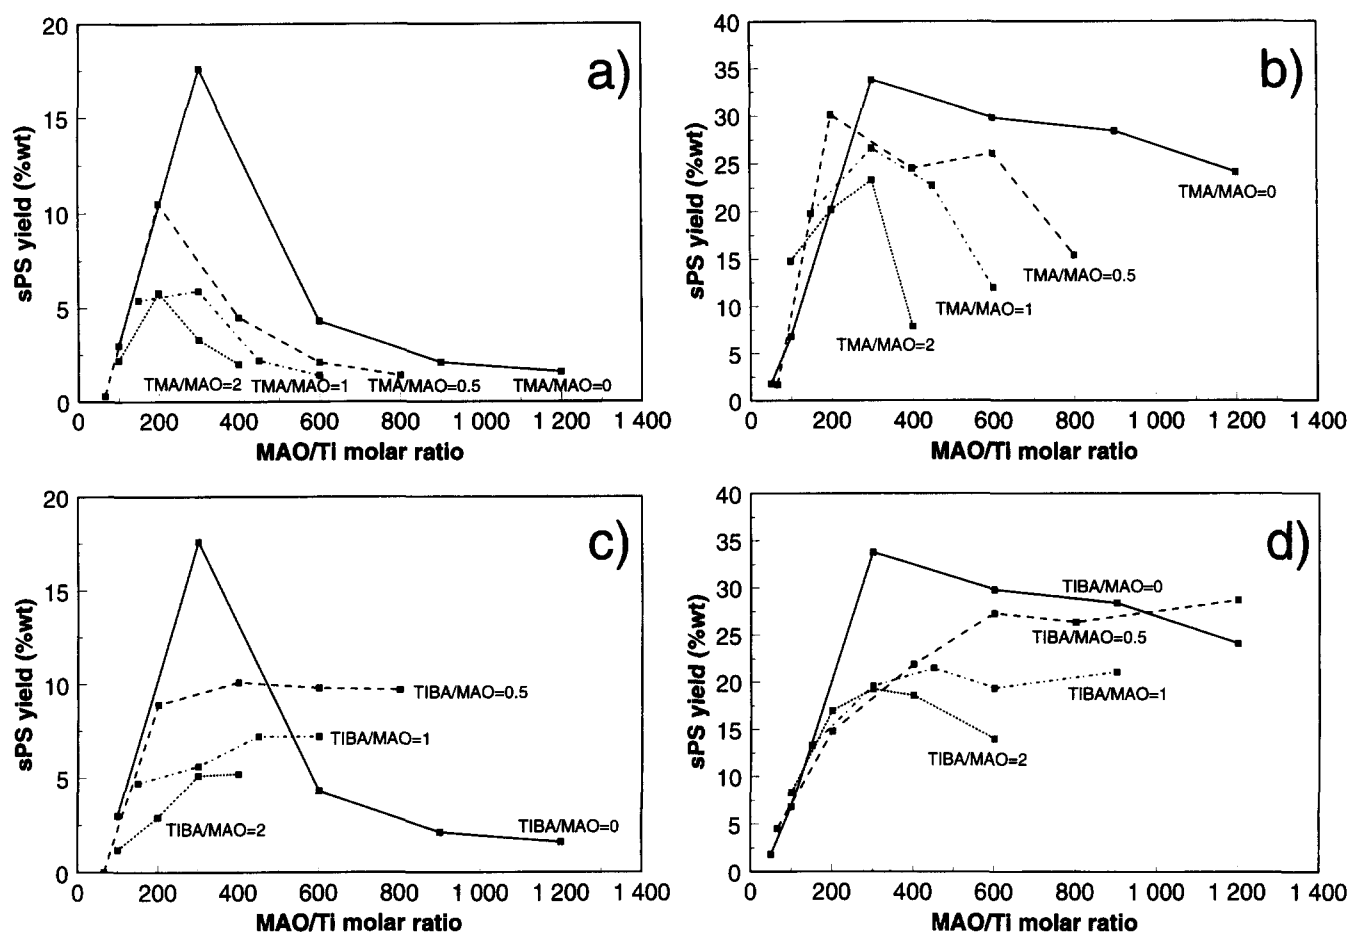 20
15
10
5
0
sPS yield (%wt)
a)
TMA/MAO=2
TMA/MAO=1
TMA/MAO=0.5
TMA/MAO=0
0 200 400 600 800 1 000 1 200 1 400
MAO/Ti molar ratio
40
35
30
25
20
15
10
5
0
sPS yield (%wt)
b)
TMA/MAO=0
TMA/MAO=0.5
TMA/MAO=1
TMA/MAO=2
0 200 400 600 800 1 000 1 200 1 400
MAO/Ti molar ratio
20
15
10
5
0
sPS yield (%wt)
c)
TIBA/MAO=0.5
TIBA/MAO=1
TIBA/MAO=2
TIBA/MAO=0
0 200 400 600 800 1 000 1 200 1 400
MAO/Ti molar ratio
40
35
30
25
20
15
10
5
0
sPS yield (%wt)
d)
TIBA/MAO=0
TIBA/MAO=0.5
TIBA/MAO=1
TIBA/MAO=2
0 200 400 600 800 1 000 1 200 1 400
MAO/Ti molar ratio